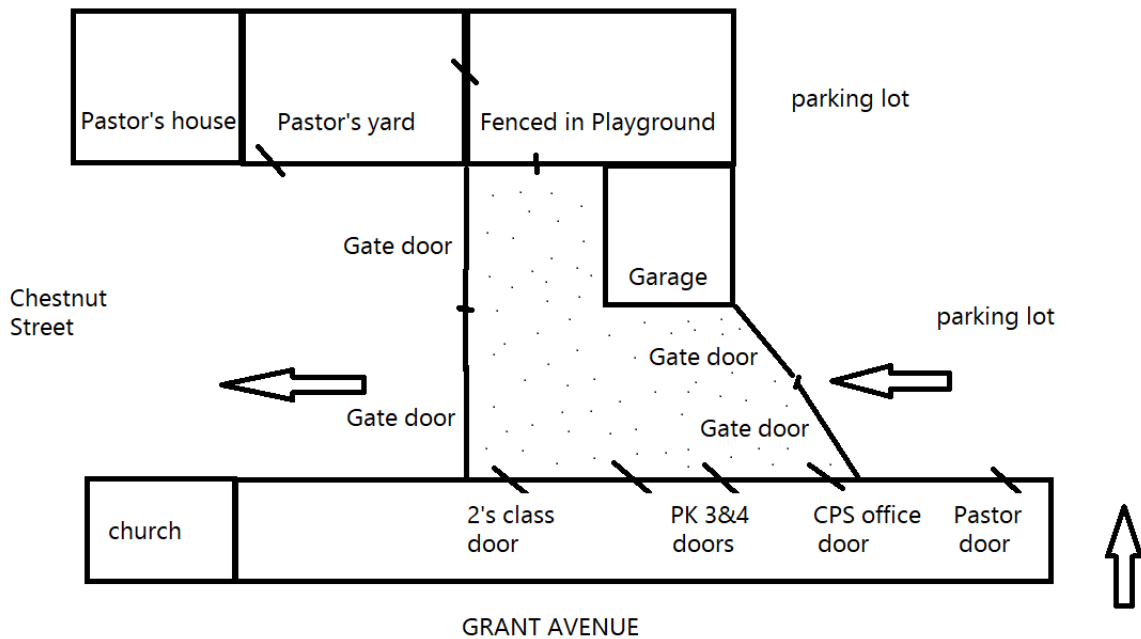 parking lot
Pastor's house
Pastor's yard
Fenced in Playground
Gate door
Garage
Chestnut
Street
parking lot
Gate door
Gate door
Gate door
church
2's class
door
PK 3&4
doors
CPS office
door
Pastor
door
GRANT AVENUE